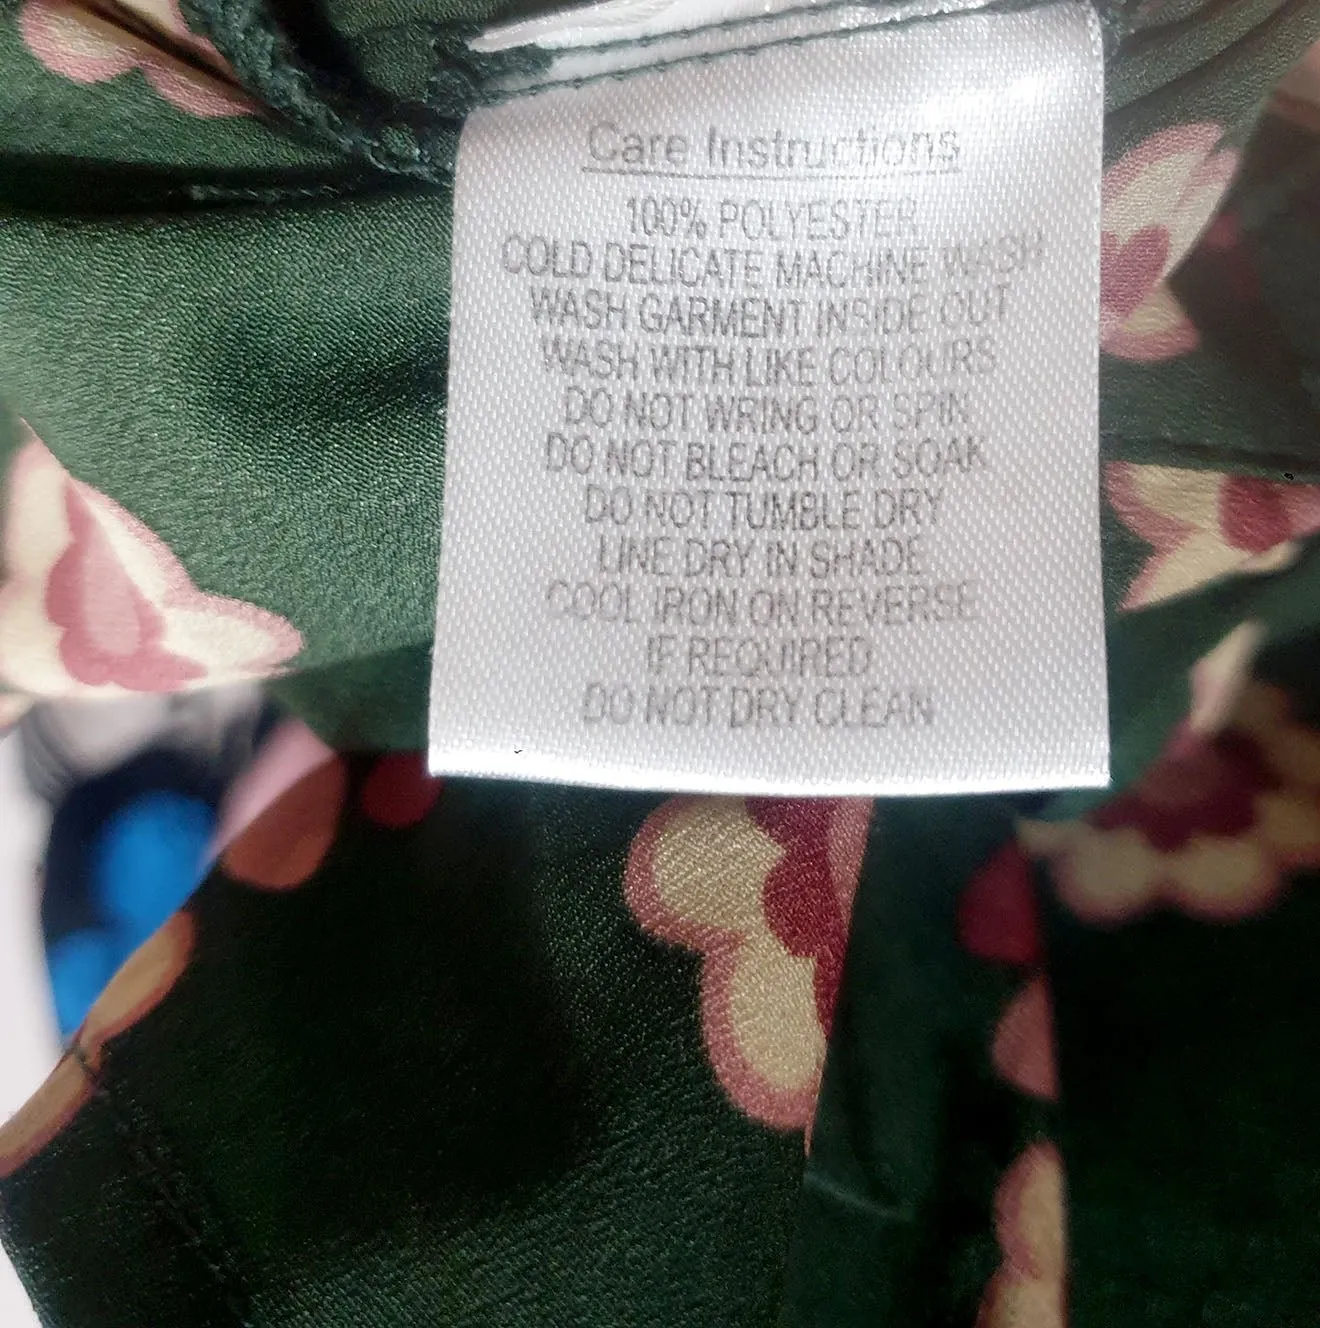 Care Instructions
100% POLYESTER
COLD DELICATE MACHINE WASH
WASH GARMENT INSIDE OUT
WASH WITH LIKE COLOURS
DO NOT WRING OR SPIN
DO NOT BLEACH OR SOAK
DO NOT TUMBLE DRY
LINE DRY IN SHADE
COOL IRON ON REVERSE
IF REQUIRED
DO NOT DRY CLEAN